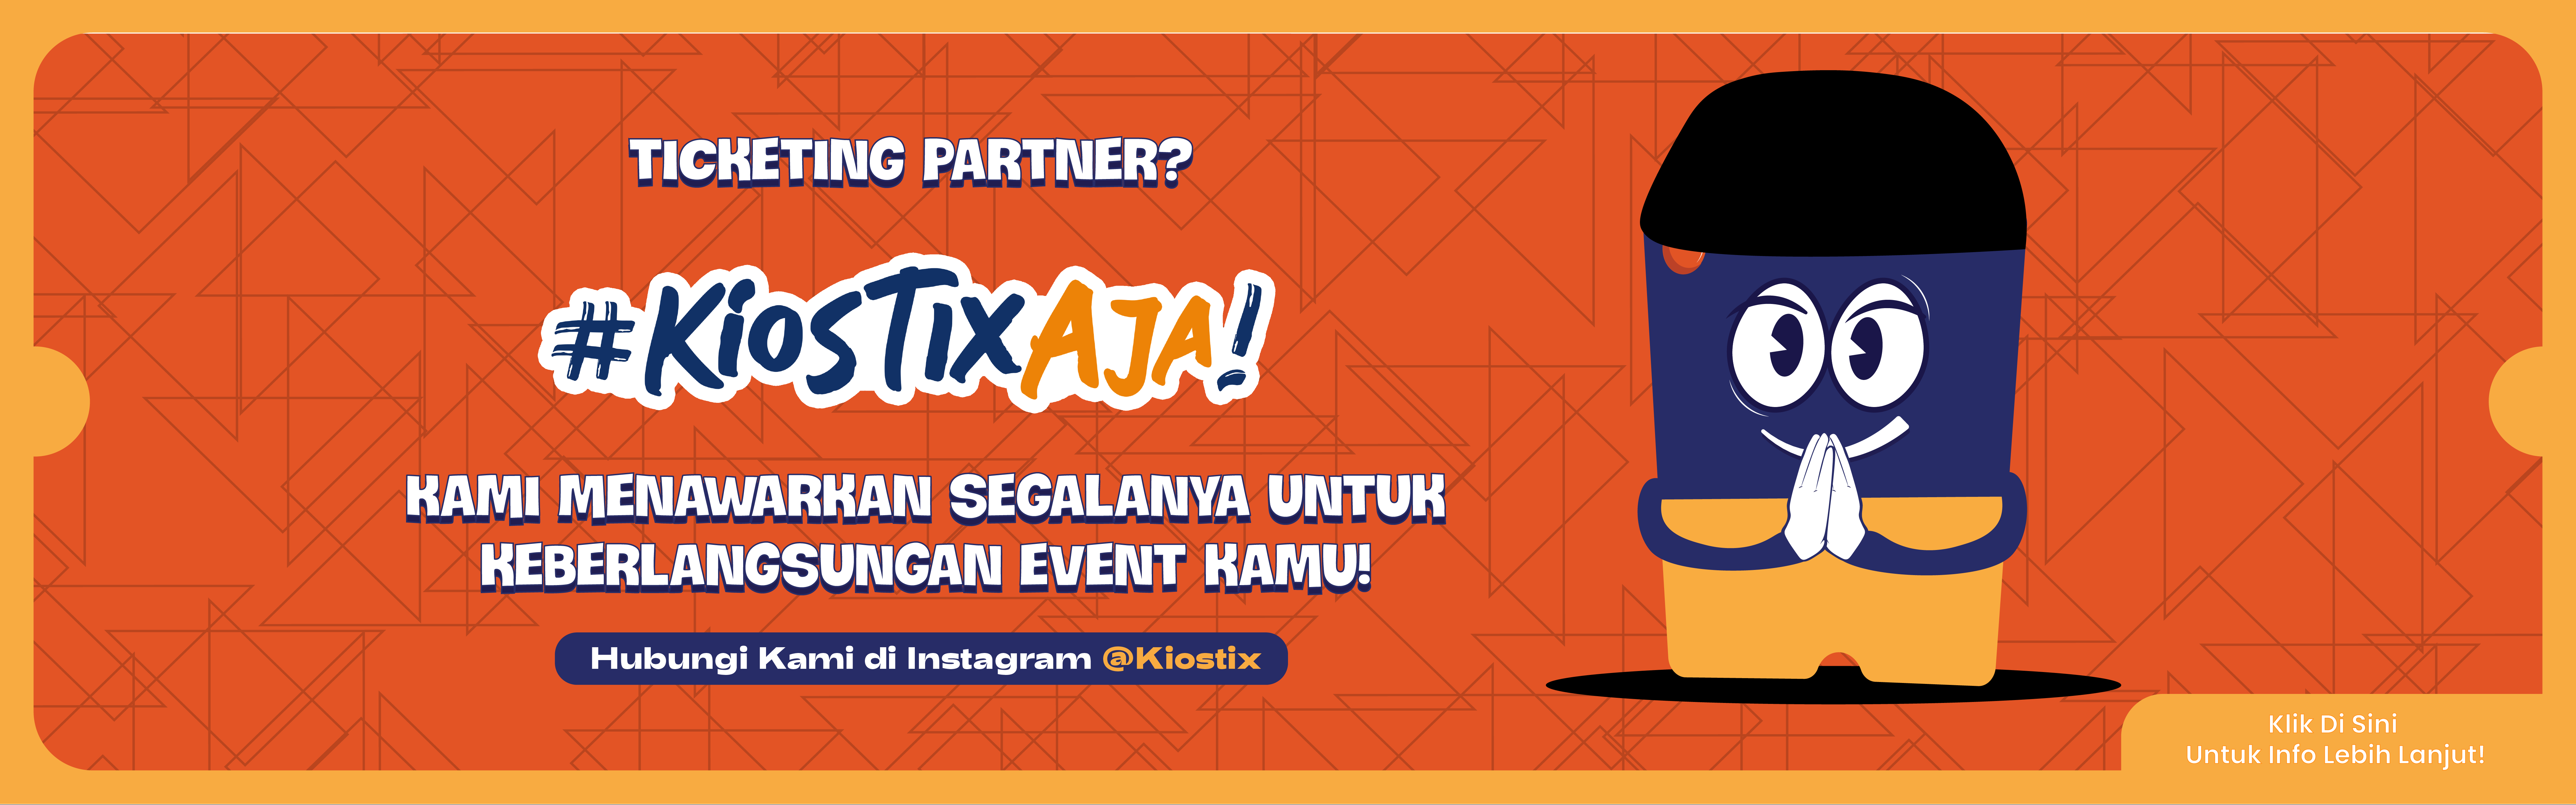 TICKETING PARTNER?
#KiosTixAJA!
KAMI MENAWARKAN SEGALANYA UNTUK
KEBERLANGSUNGAN EVENT KAMU!
Hubungi Kami di Instagram @Kiostix
Klik Di Sini
Untuk Info Lebih Lanjut!